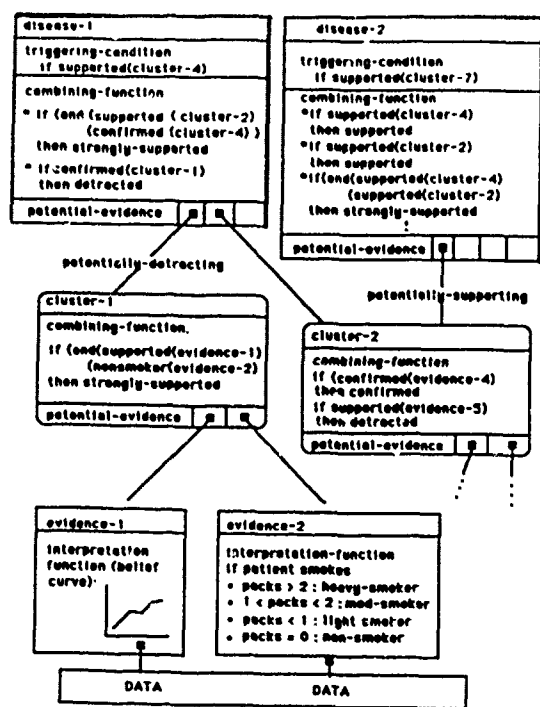 disease-1
triggering-condition
if supported(cluster-4)
combining-function
* if (and (supported (cluster-2)
(confirmed (cluster-4) )
then strongly-supported
* if confirmed(cluster-1)
then detracted
potential-evidence
disease-2
triggering-condition
if supported(cluster-7)
combining-function
*if supported(cluster-4)
then supported
*if supported(cluster-2)
then supported
*if(and(supported(cluster-4)
(supported(cluster-2)
then strongly-supported
potential-evidence
potentially-detracting
potentially-supporting
cluster-1
combining-function.
if (and(supported(evidence-1)
(nonsmoker(evidence-2)
then strongly-supported
potential-evidence
cluster-2
combining-function
if (confirmed(evidence-4)
then confirmed
if supported(evidence-5)
then detracted
potential-evidence
evidence-1
interpretation
function (belief
curve):
evidence-2
interpretation-function
if patient smokes
• packs > 2 : heavy-smoker
• 1 < packs < 2 : mod-smoker
• packs < 1 : light smoker
• packs = 0 : non-smoker
DATA DATA